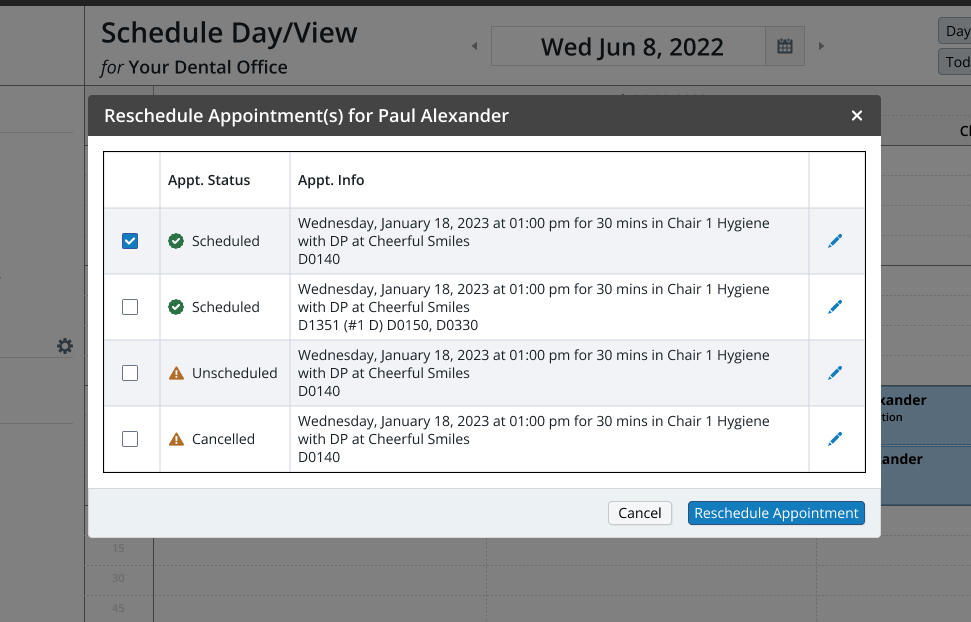 Schedule Day/View
for Your Dental Office
Wed Jun 8, 2022
Day
Tod
Reschedule Appointment(s) for Paul Alexander
Appt. Status
Appt. Info
Scheduled
Wednesday, January 18, 2023 at 01:00 pm for 30 mins in Chair 1 Hygiene
with DP at Cheerful Smiles
D0140
Scheduled
Wednesday, January 18, 2023 at 01:00 pm for 30 mins in Chair 1 Hygiene
with DP at Cheerful Smiles
D1351 (#1 D) D0150, D0330
Unscheduled
Wednesday, January 18, 2023 at 01:00 pm for 30 mins in Chair 1 Hygiene
with DP at Cheerful Smiles
D0140
Cancelled
Wednesday, January 18, 2023 at 01:00 pm for 30 mins in Chair 1 Hygiene
with DP at Cheerful Smiles
D0140
Cancel
Reschedule Appointment
xander
tion
ander
15
30
45